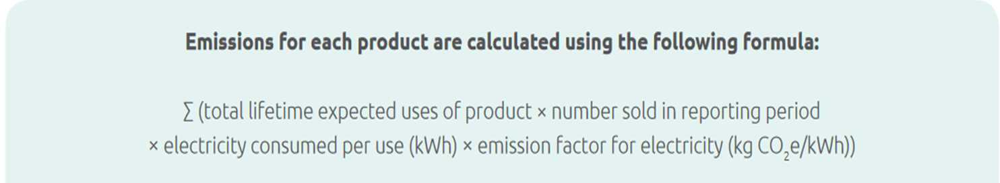 Emissions for each product are calculated using the following formula:
∑ (total lifetime expected uses of product × number sold in reporting period
× electricity consumed per use (kWh) × emission factor for electricity (kg CO₂e/kWh))